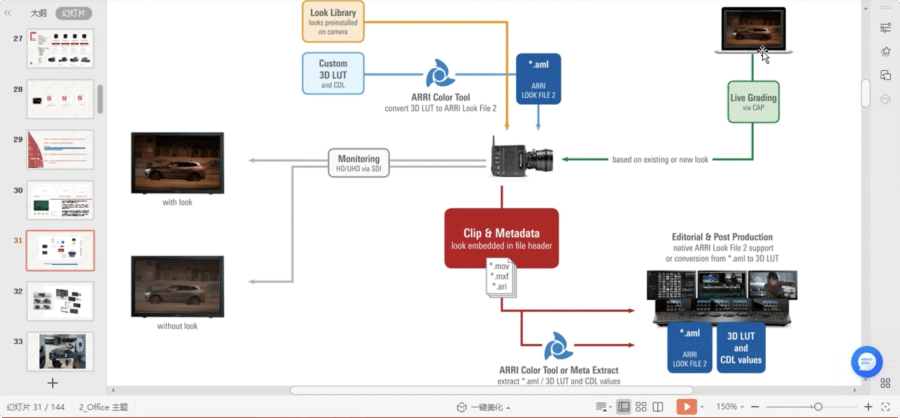 大纲
幻灯片
27
28
29
30
31
32
33
Look Library
looks preinstalled
on camera
Custom
3D LUT
and CDL
ARRI Color Tool
convert 3D LUT to ARRI Look File 2
*.aml
ARRI
LOOK FILE 2
Live Grading
via CAP
based on existing or new look
Monitoring
HD/UHD via SDI
with look
without look
Clip & Metadata
look embedded in file header
*.mov
*.mxf
*.ari
Editorial & Post Production
native ARRI Look File 2 support
or conversion from *.aml to 3D LUT
*.aml
ARRI
LOOK FILE 2
3D LUT
and
CDL values
ARRI Color Tool or Meta Extract
extract *.aml / 3D LUT and CDL values
幻灯片 31 / 144
2_Office 主题
一键美化
150%